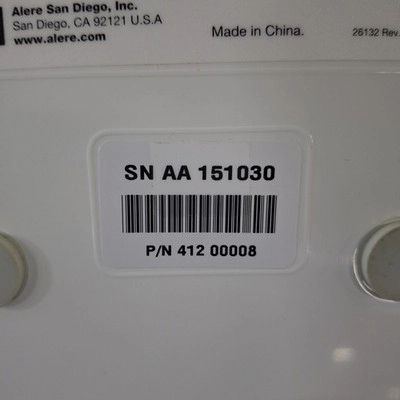 Alere San Diego, Inc.
San Diego, CA 92121 U.S.A
www.alere.com
Made in China.
26132 Rev.
SN AA 151030
P/N 412 00008